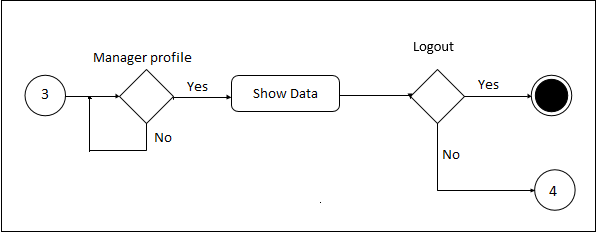 Logout
Manager profile
3
Yes
Show Data
Yes
No
No
4